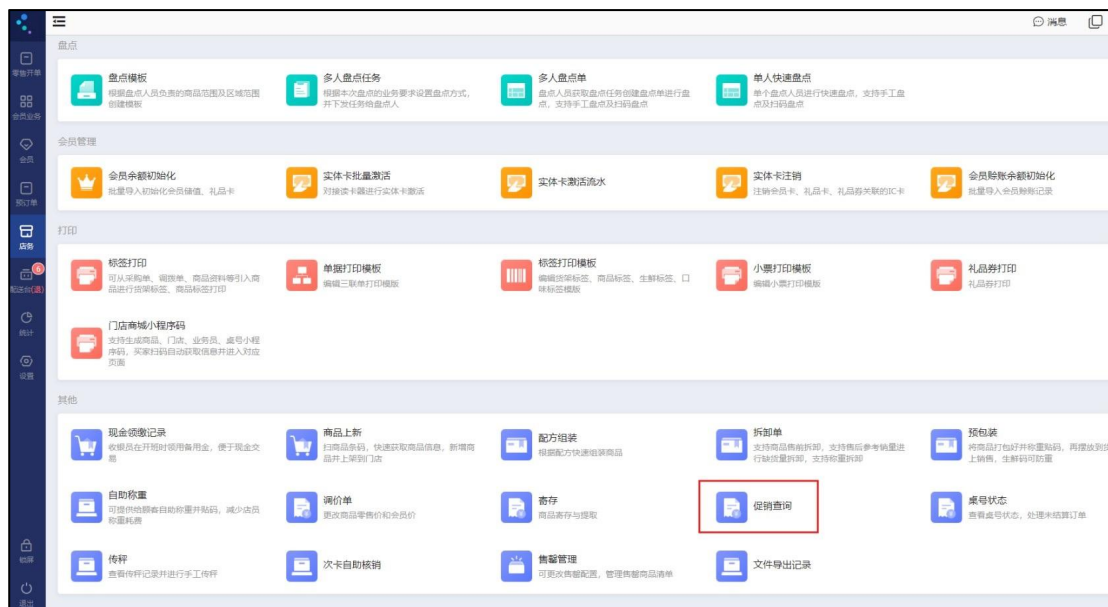 消息
零售开单
会员业务
会员
预订单
店务
6
配送台(退)
统计
设置
锁屏
退出
盘点
盘点模板
根据盘点人员负责的商品范围及区域范围
创建模板
多人盘点任务
根据本次盘点的业务要求设置盘点方式，
并下发任务给盘点人
多人盘点单
盘点人员获取盘点任务创建盘点单进行盘
点，支持手工盘点及扫码盘点
单人快速盘点
单个盘点人员进行快速盘点，支持手工盘
点及扫码盘点
会员管理
会员余额初始化
批量导入初始化会员储值、礼品卡
实体卡批量激活
对接读卡器进行实体卡激活
实体卡激活流水
实体卡注销
注销会员卡、礼品卡、礼品券关联的IC卡
会员赊账余额初始化
批量导入会员赊账记录
打印
标签打印
可从采购单、调拨单、商品资料等引入商
品进行货架标签、商品标签打印
单据打印模板
编辑三联单打印模版
标签打印模板
编辑货架标签、商品标签、生鲜标签、口
味标签模版
小票打印模板
编辑小票打印模版
礼品券打印
礼品券打印
门店商城小程序码
支持生成商品、门店、业务员、桌号小程
序码，买家扫码自动获取信息并进入对应
页面
其他
现金领缴记录
收银员在开班时领用备用金，便于现金交
易
商品上新
扫商品条码，快速获取商品信息，新增商
品并上架到门店
配方组装
根据配方快速组装商品
拆卸单
支持商品售前拆卸，支持售后参考销量进
行缺货量拆卸，支持称重拆卸
预包装
将商品打包好并称重贴码，再摆放到货
上销售，生鲜码可防重
自助称重
可提供给顾客自助称重并贴码，减少店员
称重耗费
调价单
更改商品零售价和会员价
寄存
商品寄存与提取
促销查询
桌号状态
查看桌号状态，处理未结算订单
传秤
查看传秤记录并进行手工传秤
次卡自助核销
售罄管理
可更改售罄配置，管理售罄商品清单
文件导出记录